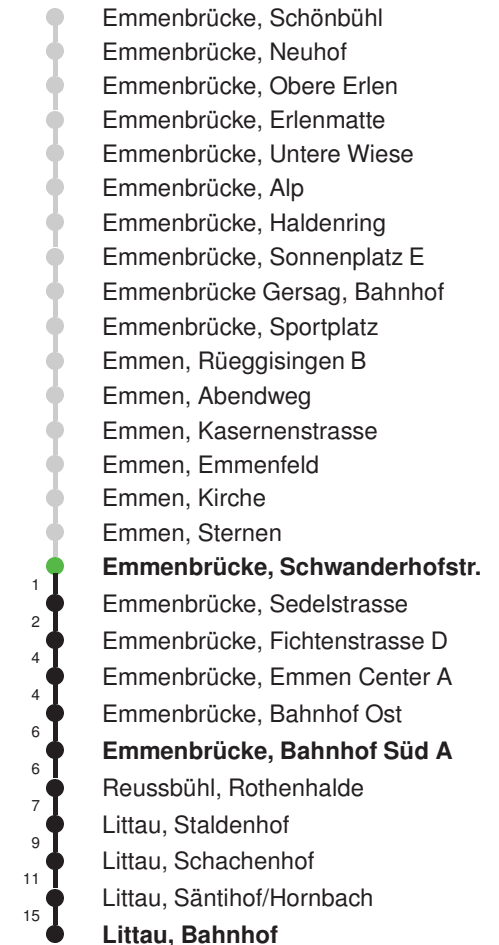 Emmenbrücke, Schönbühl
Emmenbrücke, Neuhof
Emmenbrücke, Obere Erlen
Emmenbrücke, Erlenmatte
Emmenbrücke, Untere Wiese
Emmenbrücke, Alp
Emmenbrücke, Haldenring
Emmenbrücke, Sonnenplatz E
Emmenbrücke Gersag, Bahnhof
Emmenbrücke, Sportplatz
Emmen, Rüeggisingen B
Emmen, Abendweg
Emmen, Kasernenstrasse
Emmen, Emmenfeld
Emmen, Kirche
Emmen, Sternen
Emmenbrücke, Schwanderhofstr.
1
Emmenbrücke, Sedelstrasse
2
Emmenbrücke, Fichtenstrasse D
4
Emmenbrücke, Emmen Center A
4
Emmenbrücke, Bahnhof Ost
6
Emmenbrücke, Bahnhof Süd A
6
Reussbühl, Rothenhalde
7
Littau, Staldenhof
9
Littau, Schachenhof
11
Littau, Säntihof/Hornbach
15
Littau, Bahnhof